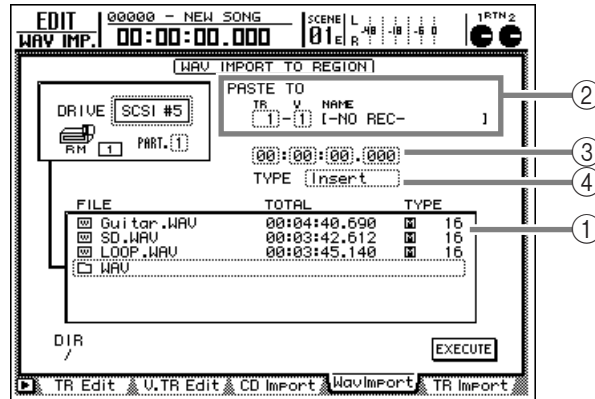 EDIT 00000 - NEW SONG SCENE L -48 -18 -6 0 1RTN2
WAV IMP. 00:00:00.000 01E R
WAV IMPORT TO REGION
PASTE TO
TR V NAME
1-1 [-NO REC- ]
②
DRIVE SCSI #5
RM 1 PART.1
00:00:00.000
③
TYPE Insert
④
FILE TOTAL TYPE
W Guitar.WAV 00:04:40.690 M 16
①
W SD.WAV 00:03:42.612 M 16
W LOOP.WAV 00:03:45.140 M 16
WAV
DIR
/
EXECUTE
TR Edit V.TR Edit CD Import WavImport TR Import